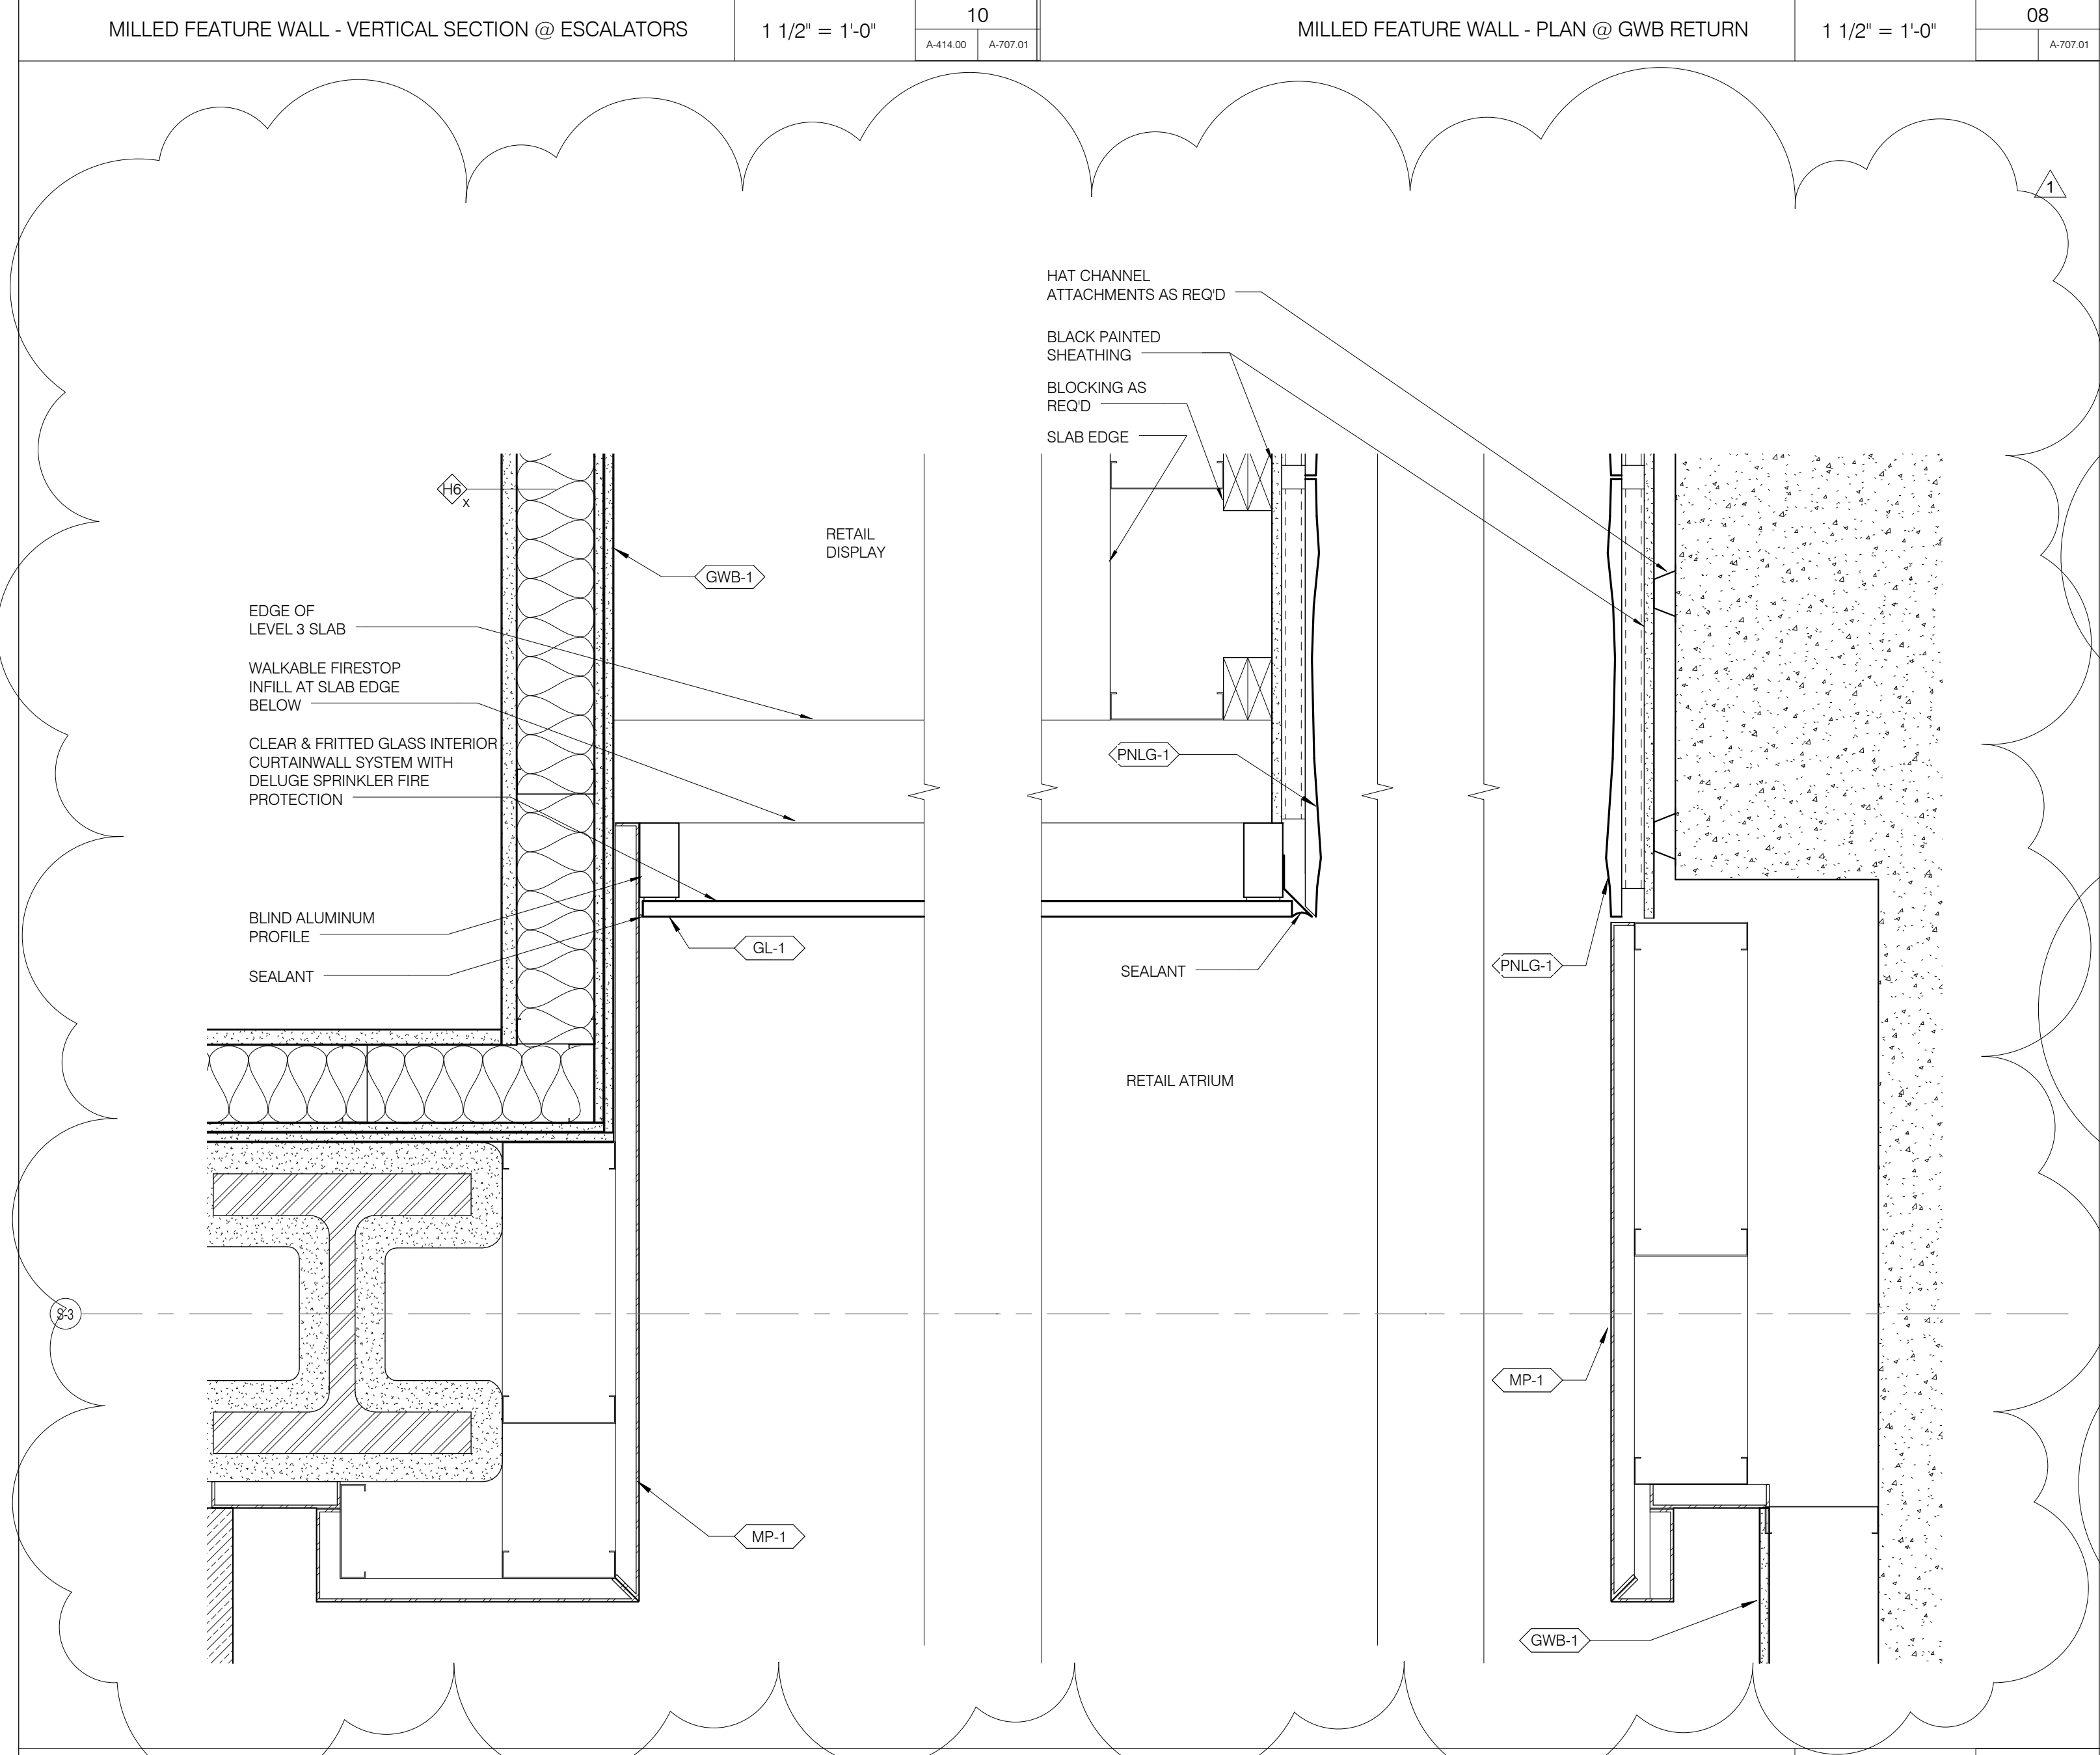 MILLED FEATURE WALL - VERTICAL SECTION @ ESCALATORS
1 1/2" = 1'-0"
10
A-414.00
A-707.01
MILLED FEATURE WALL - PLAN @ GWB RETURN
1 1/2" = 1'-0"
08
A-707.01
1
HAT CHANNEL
ATTACHMENTS AS REQ'D
BLACK PAINTED
SHEATHING
BLOCKING AS
REQ'D
SLAB EDGE
H6
x
RETAIL
DISPLAY
GWB-1
EDGE OF
LEVEL 3 SLAB
WALKABLE FIRESTOP
INFILL AT SLAB EDGE
BELOW
CLEAR & FRITTED GLASS INTERIOR
CURTAINWALL SYSTEM WITH
DELUGE SPRINKLER FIRE
PROTECTION
PNLG-1
BLIND ALUMINUM
PROFILE
SEALANT
GL-1
SEALANT
PNLG-1
RETAIL ATRIUM
S-3
MP-1
MP-1
GWB-1